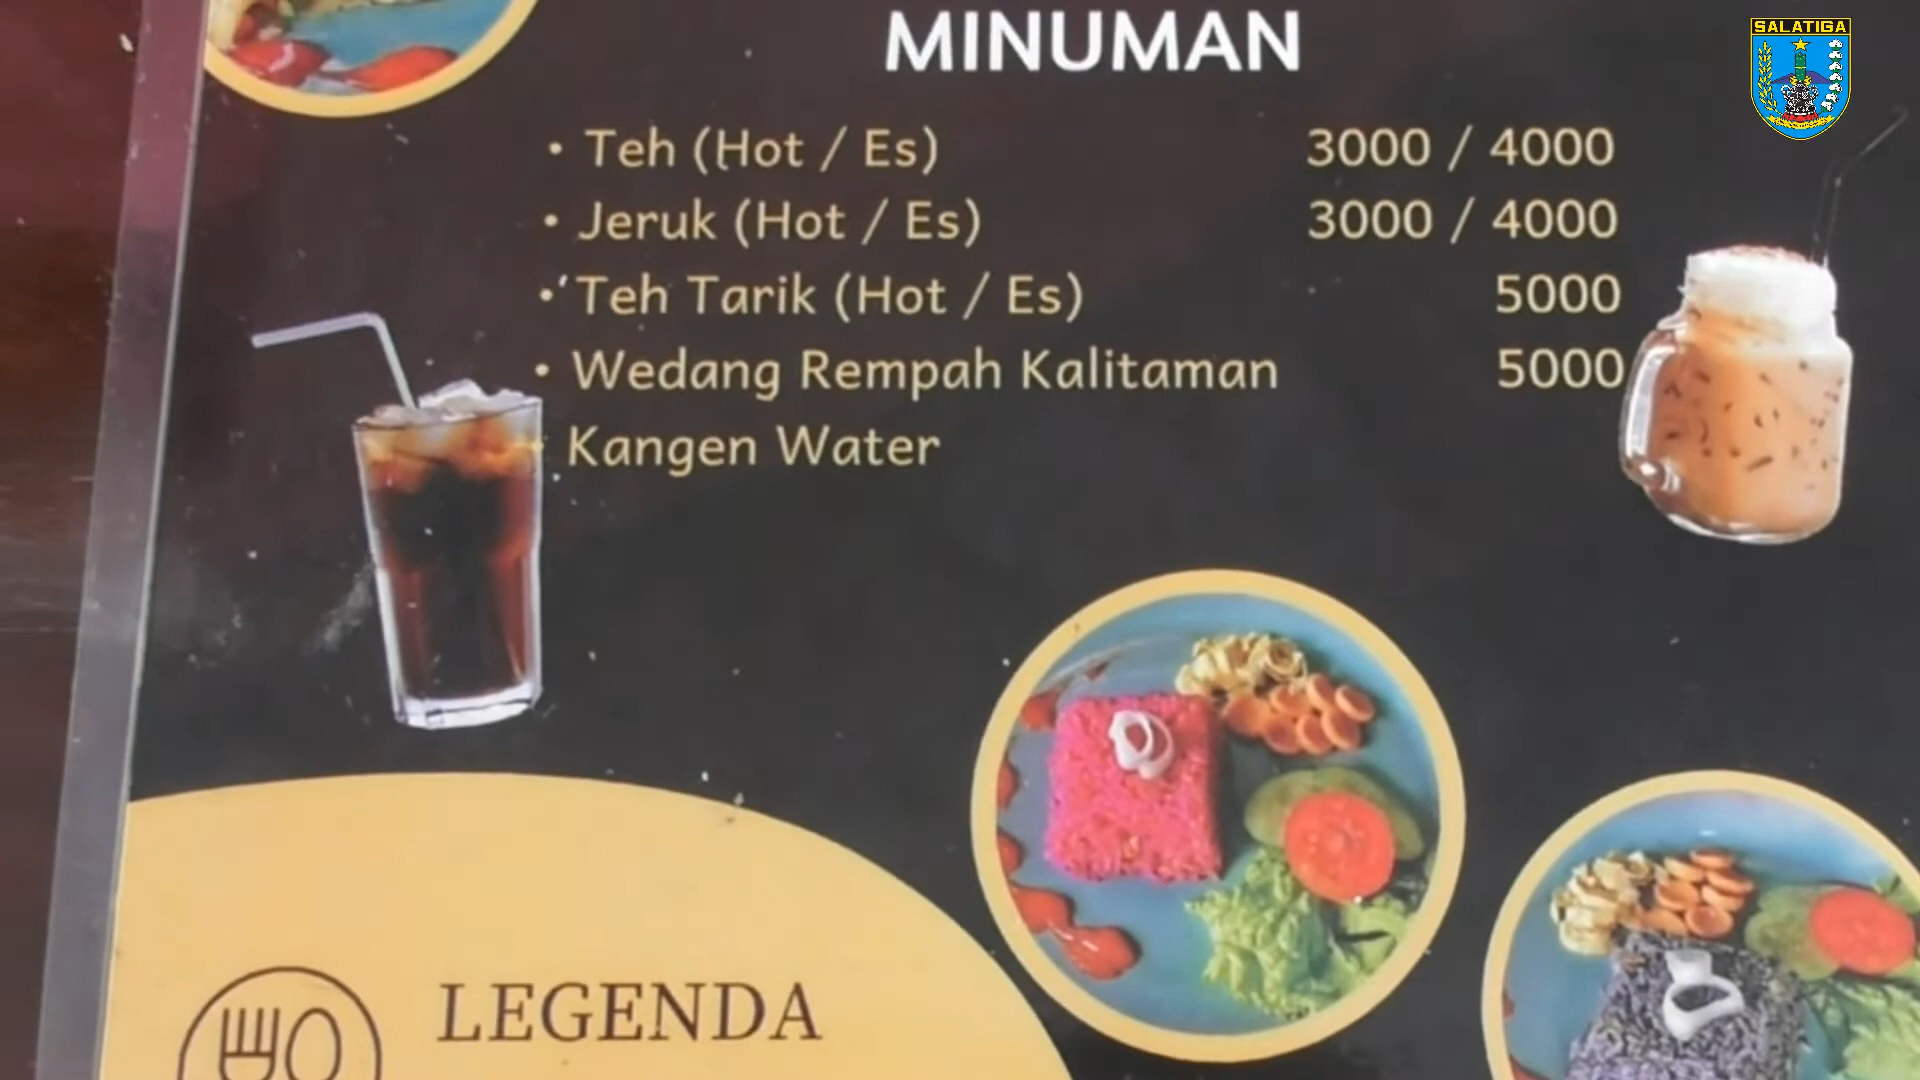 SALATIGA
MINUMAN
• Teh (Hot / Es) 3000 / 4000
• Jeruk (Hot / Es) 3000 / 4000
• Teh Tarik (Hot / Es) 5000
• Wedang Rempah Kalitaman 5000
• Kangen Water
LEGENDA